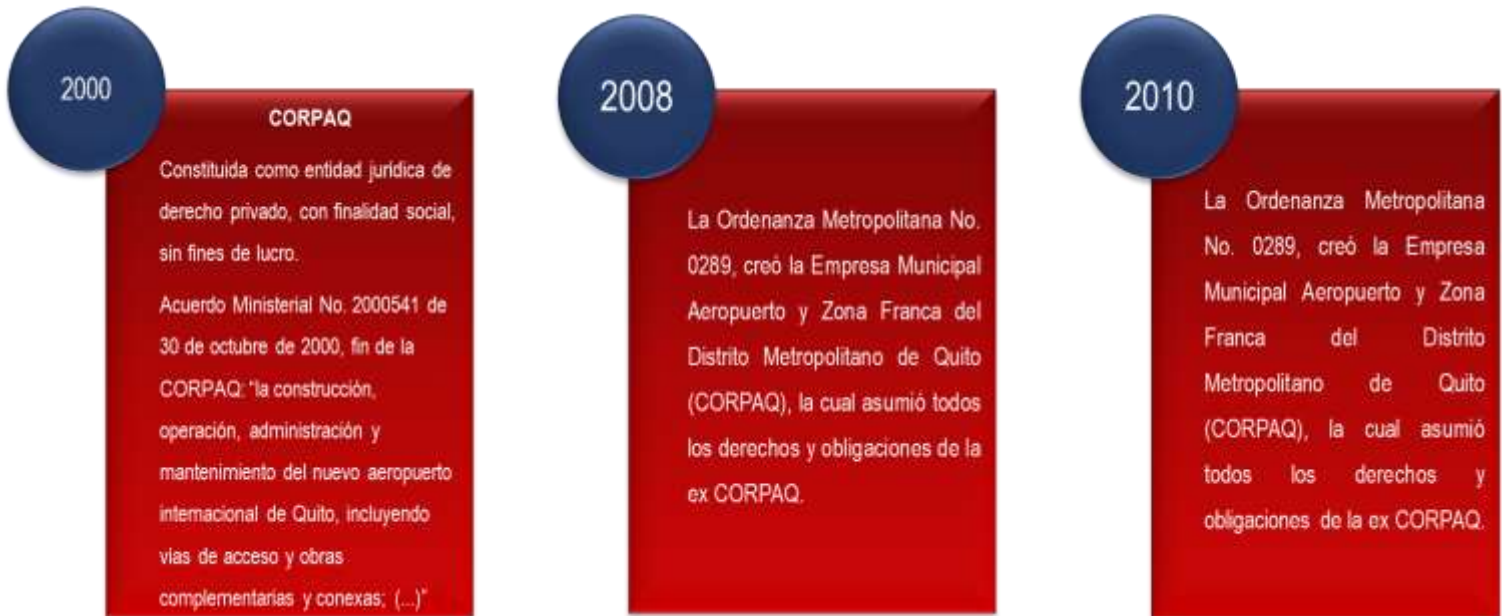 2000
CORPAQ
Constituida como entidad jurídica de
derecho privado, con finalidad social,
sin fines de lucro.
Acuerdo Ministerial No. 2000541 de
30 de octubre de 2000, fin de la
CORPAQ: "la construcción,
operación, administración y
mantenimiento del nuevo aeropuerto
internacional de Quito, incluyendo
vías de acceso y obras
complementarias y conexas; (...)"
2008
La Ordenanza Metropolitana No.
0289, creó la Empresa Municipal
Aeropuerto y Zona Franca del
Distrito Metropolitano de Quito
(CORPAQ), la cual asumió todos
los derechos y obligaciones de la
ex CORPAQ.
2010
La Ordenanza Metropolitana
No. 0289, creó la Empresa
Municipal Aeropuerto y Zona
Franca del Distrito
Metropolitano de Quito
(CORPAQ), la cual asumió
todos los derechos y
obligaciones de la ex CORPAQ.